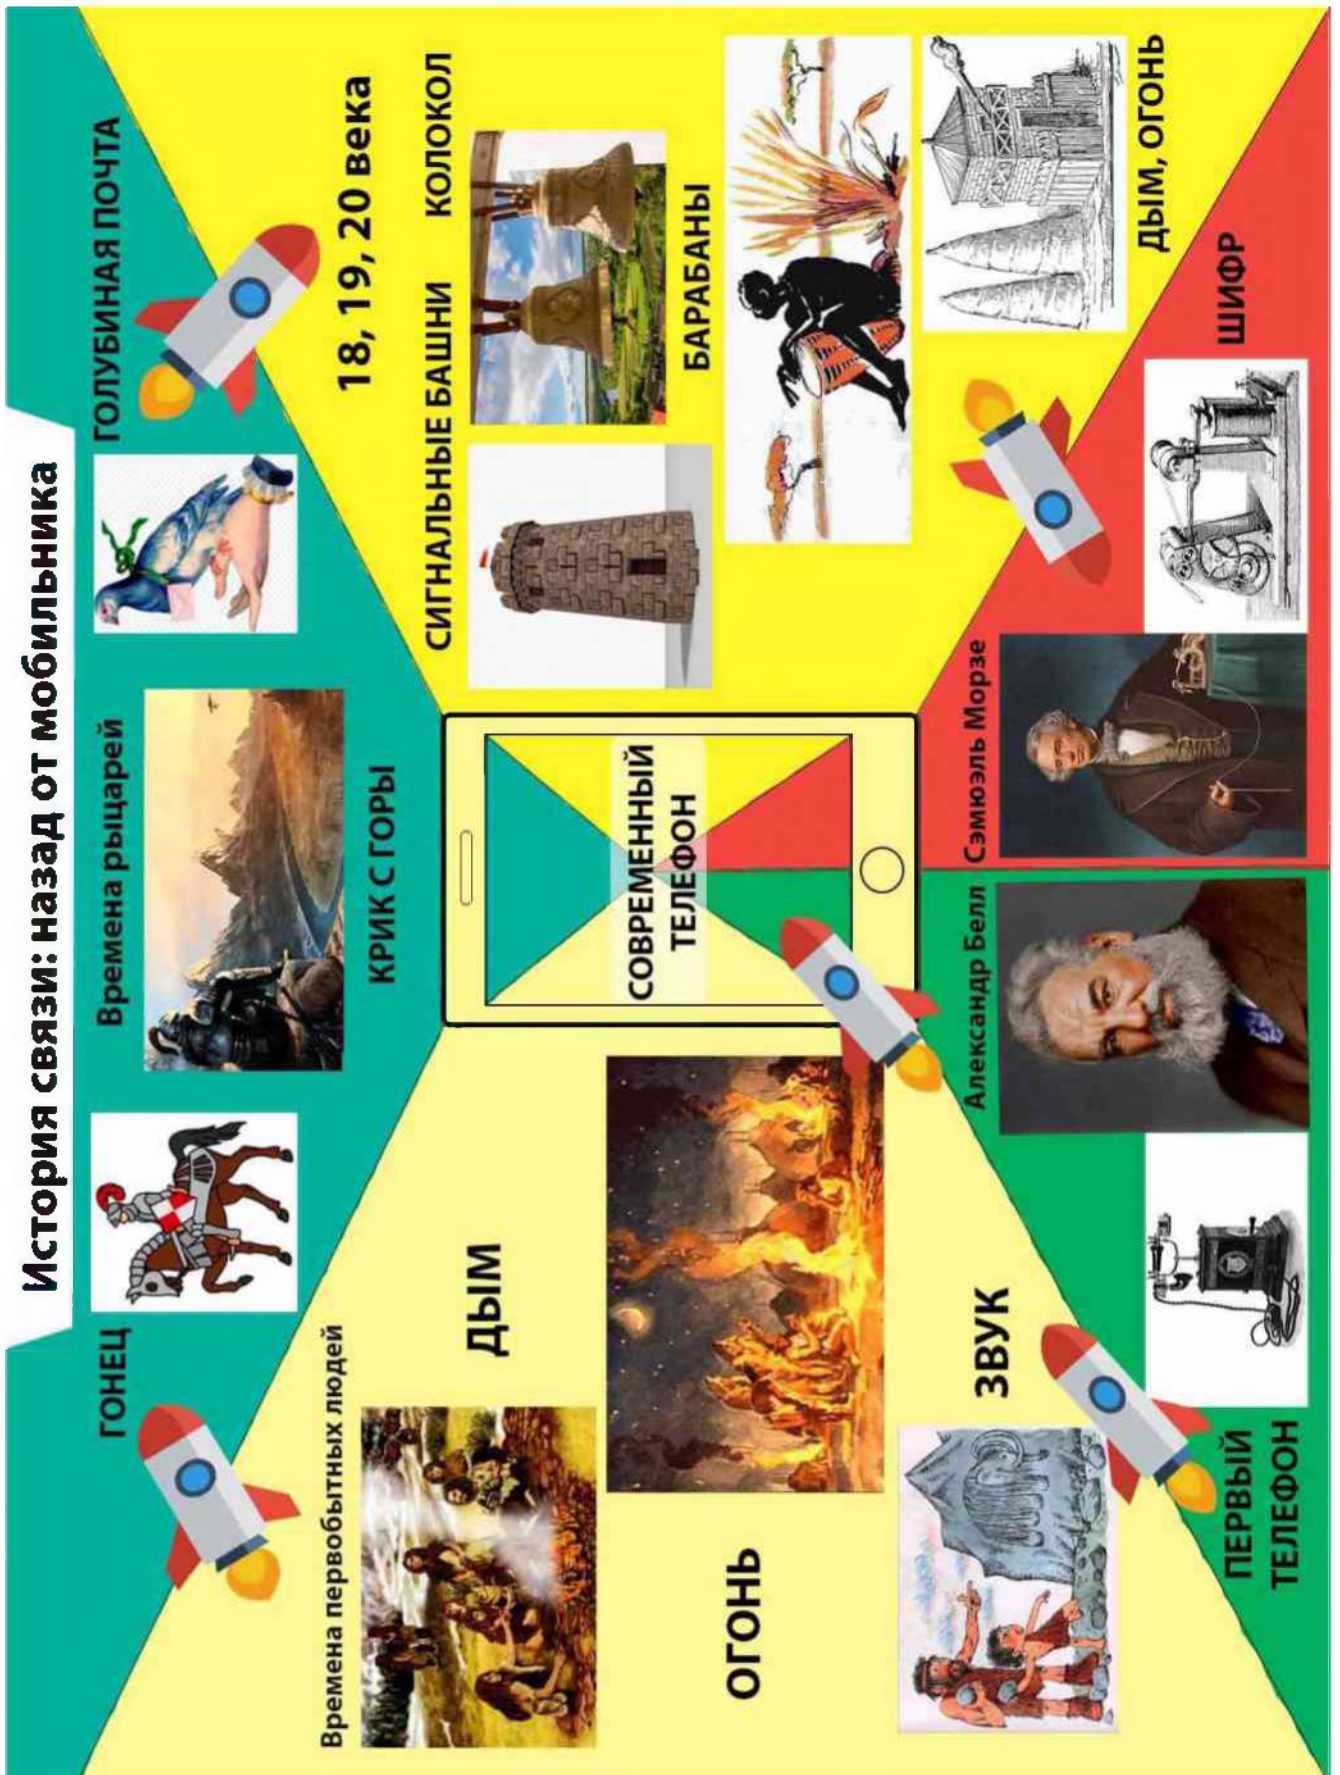 История связи: назад от мобильника
ГОНЕЦ
Времена рыцарей
КРИК С ГОРЫ
ГОЛУБИНАЯ ПОЧТА
Времена первобытных людей
ДЫМ
ОГОНЬ
ЗВУК
СОВРЕМЕННЫЙ
ТЕЛЕФОН
18, 19, 20 века
СИГНАЛЬНЫЕ БАШНИ
КОЛОКОЛ
БАРАБАНЫ
ДЫМ, ОГОНЬ
ПЕРВЫЙ
ТЕЛЕФОН
Александр Белл
Сэмюэль Морзе
ШИФР